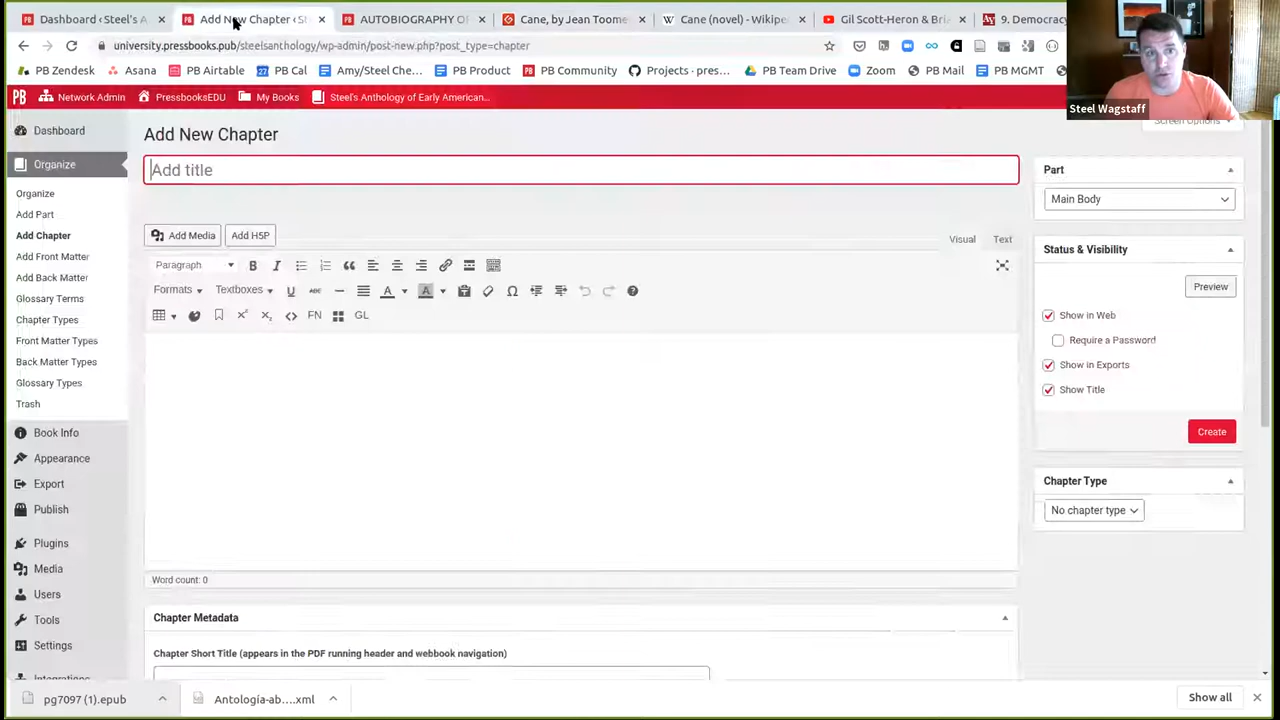 Dashboard ‹ Steel's A
Add New Chapter ‹ St
AUTOBIOGRAPHY OF
Cane, by Jean Toome
Cane (novel) - Wikipe
Gil Scott-Heron & Bri
9. Democracy
university.pressbooks.pub/steelsanthology/wp-admin/post-new.php?post_type=chapter
PB Zendesk
Asana
PB Airtable
PB Cal
Amy/Steel Che...
PB Product
PB Community
Projects · pres...
PB Team Drive
Zoom
PB Mail
PB MGMT
Steel Wagstaff
Network Admin
PressbooksEDU
My Books
Steel's Anthology of Early American...
Screen Options
Dashboard
Organize
Organize
Add Part
Add Chapter
Add Front Matter
Add Back Matter
Glossary Terms
Chapter Types
Front Matter Types
Back Matter Types
Glossary Types
Trash
Book Info
Appearance
Export
Publish
Plugins
Media
Users
Tools
Settings
Add New Chapter
Add title
Add Media
Add H5P
Visual
Text
Paragraph
B
I
Formats
Textboxes
U
ABC
A
A
Ω
X²
X₂
FN
GL
Word count: 0
Chapter Metadata
Chapter Short Title (appears in the PDF running header and webbook navigation)
Part
Main Body
Status & Visibility
Preview
Show in Web
Require a Password
Show in Exports
Show Title
Create
Chapter Type
No chapter type
pg7097 (1).epub
Antología-ab....xml
Show all